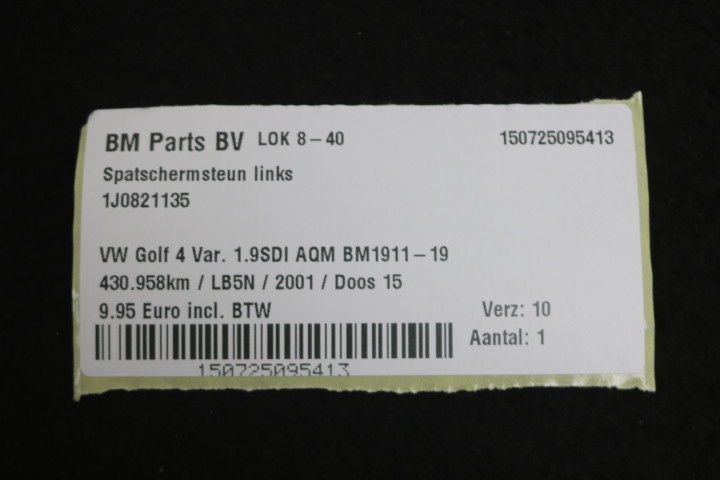 BM Parts BV LOK 8-40 150725095413
Spatschermsteun links
1J0821135
VW Golf 4 Var. 1.9SDI AQM BM1911-19
430.958km / LB5N / 2001 / Doos 15
9.95 Euro incl. BTW Verz: 10
Aantal: 1
150725095413